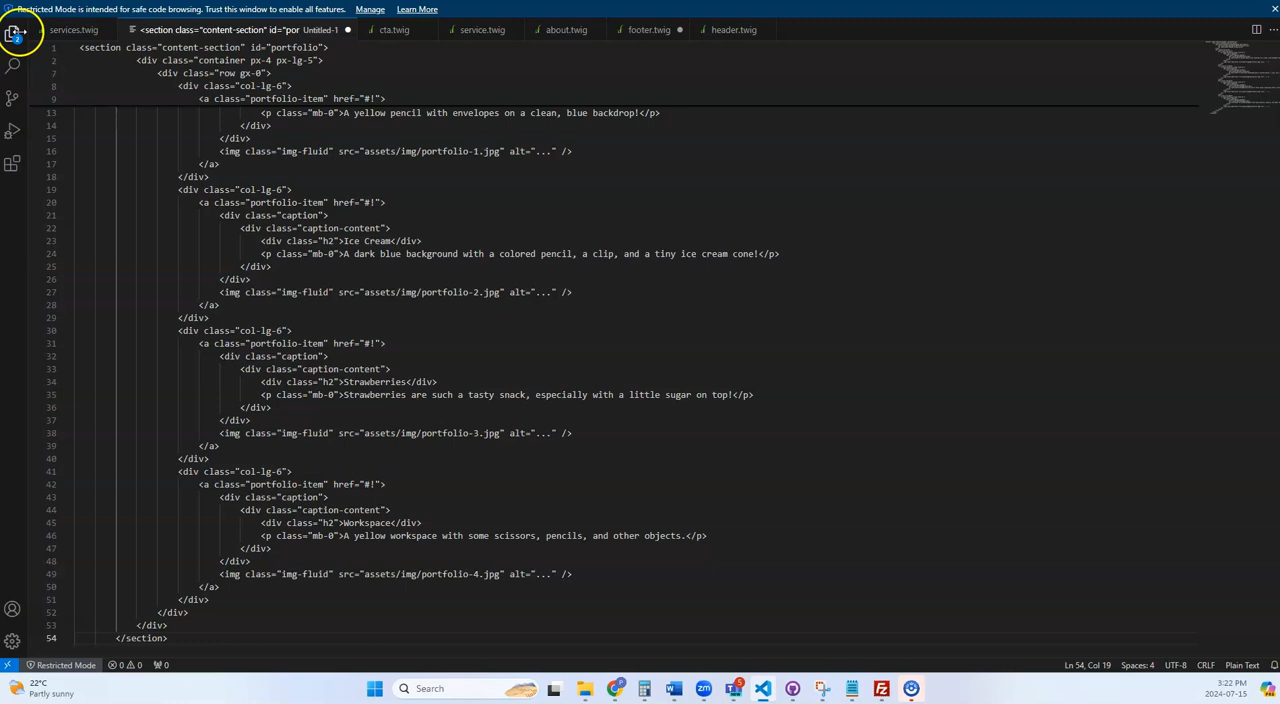 Restricted Mode is intended for safe code browsing. Trust this window to enable all features. Manage Learn More
services.twig <section class="content-section" id="por Untitled-1 cta.twig service.twig about.twig footer.twig header.twig
1 <section class="content-section" id="portfolio">
6 <div class="container px-4 px-lg-5">
7 <div class="row gx-0">
8 <div class="col-lg-6">
9 <a class="portfolio-item" href="#!">
13 <p class="mb-0">A yellow pencil with envelopes on a clean, blue backdrop!</p>
14 </div>
15 </div>
16 <img class="img-fluid" src="assets/img/portfolio-1.jpg" alt="..." />
17 </a>
18 </div>
19 <div class="col-lg-6">
20 <a class="portfolio-item" href="#!">
21 <div class="caption">
22 <div class="caption-content">
23 <div class="h2">Ice Cream</div>
24 <p class="mb-0">A dark blue background with a colored pencil, a clip, and a tiny ice cream cone!</p>
25 </div>
26 </div>
27 <img class="img-fluid" src="assets/img/portfolio-2.jpg" alt="..." />
28 </a>
29 </div>
30 <div class="col-lg-6">
31 <a class="portfolio-item" href="#!">
32 <div class="caption">
33 <div class="caption-content">
34 <div class="h2">Strawberries</div>
35 <p class="mb-0">Strawberries are such a tasty snack, especially with a little sugar on top!</p>
36 </div>
37 </div>
38 <img class="img-fluid" src="assets/img/portfolio-3.jpg" alt="..." />
39 </a>
40 </div>
41 <div class="col-lg-6">
42 <a class="portfolio-item" href="#!">
43 <div class="caption">
44 <div class="caption-content">
45 <div class="h2">Workspace</div>
46 <p class="mb-0">A yellow workspace with some scissors, pencils, and other objects.</p>
47 </div>
48 </div>
49 <img class="img-fluid" src="assets/img/portfolio-4.jpg" alt="..." />
50 </a>
51 </div>
52 </div>
53 </div>
54 </section>
2
Restricted Mode 0 0 0 Ln 54, Col 19 Spaces: 4 UTF-8 CRLF Plain Text
22°C
Partly sunny
Search
zm
5
3:22 PM
2024-07-15